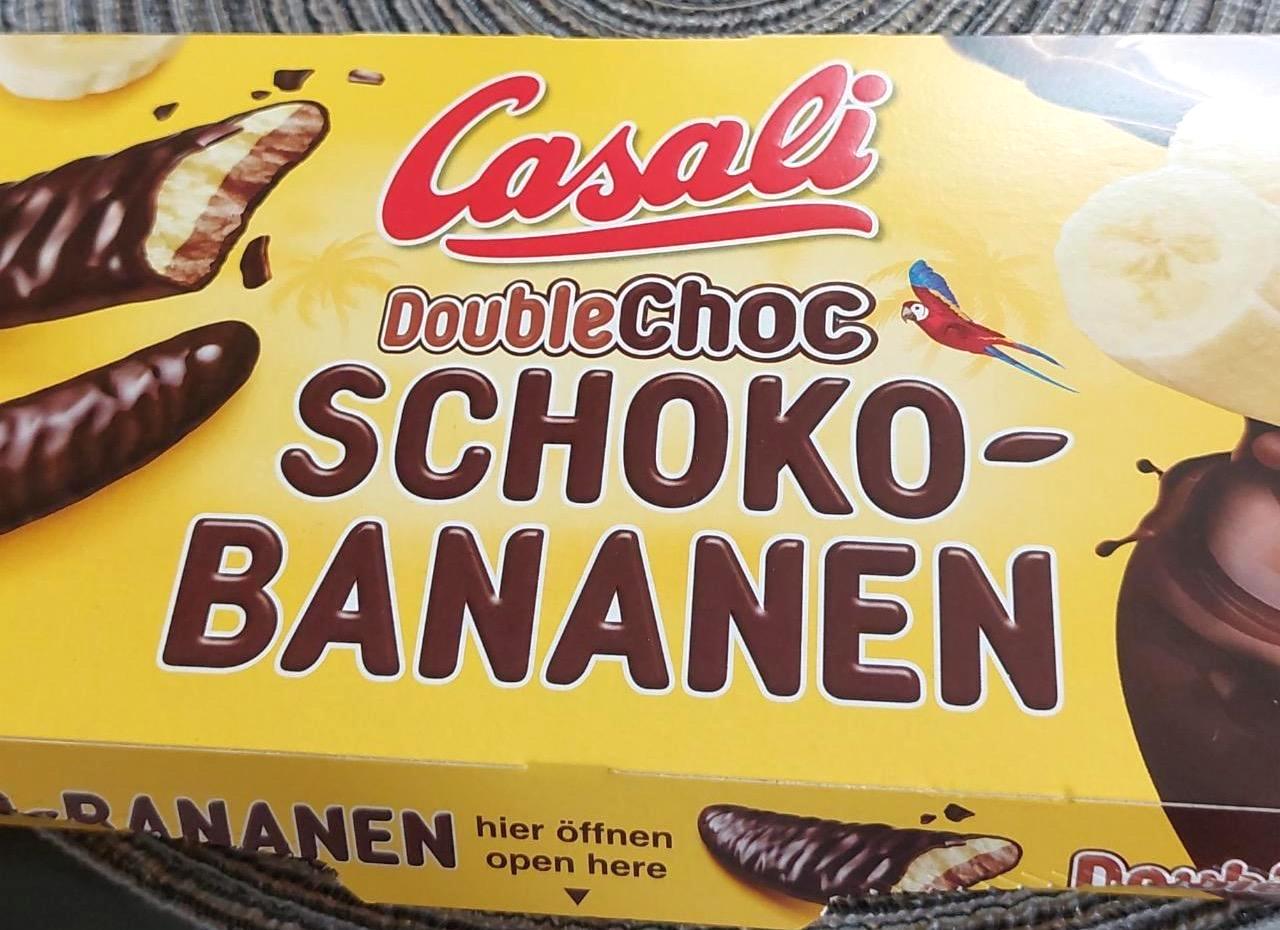 Casali
DoubleChoc
SCHOKO-
BANANEN
-BANANEN
hier öffnen
open here